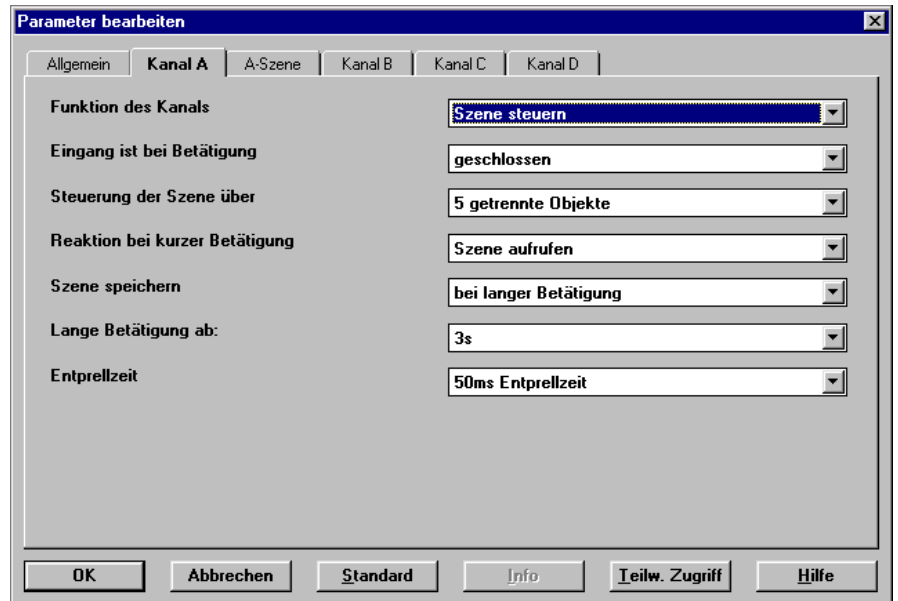 Parameter bearbeiten
Allgemein Kanal A A-Szene Kanal B Kanal C Kanal D
Funktion des Kanals Szene steuern
Eingang ist bei Betätigung geschlossen
Steuerung der Szene über 5 getrennte Objekte
Reaktion bei kurzer Betätigung Szene aufrufen
Szene speichern bei langer Betätigung
Lange Betätigung ab: 3s
Entprellzeit 50ms Entprellzeit
OK Abbrechen Standard Info Teilw. Zugriff Hilfe